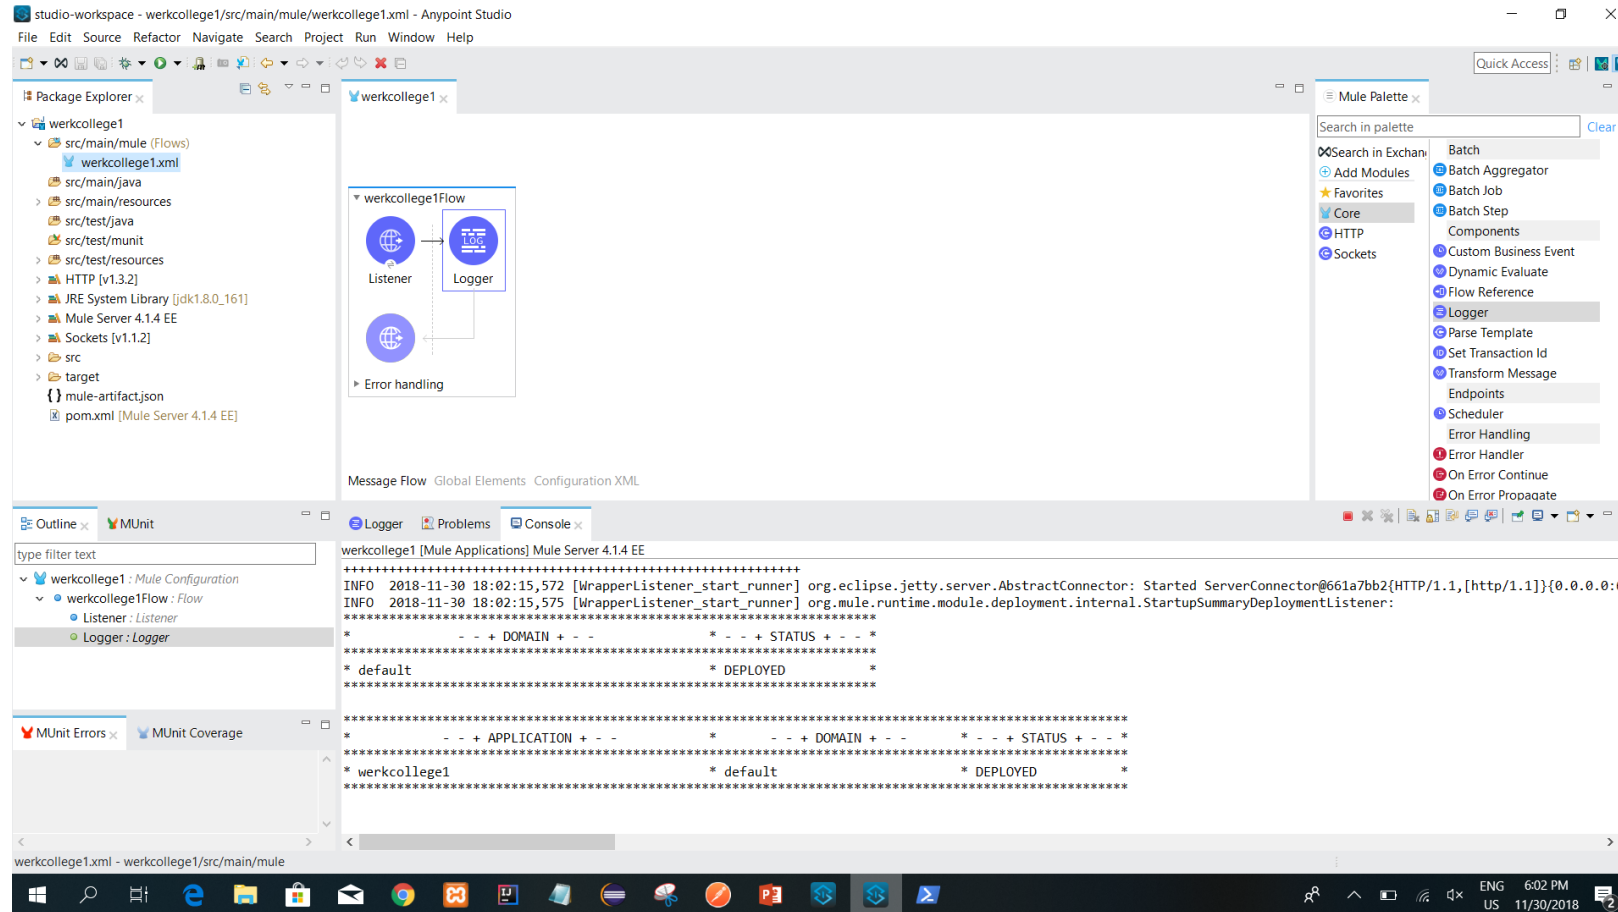 studio-workspace - werkcollege1/src/main/mule/werkcollege1.xml - Anypoint Studio
File Edit Source Refactor Navigate Search Project Run Window Help
Quick Access
Package Explorer
werkcollege1
src/main/mule (Flows)
werkcollege1.xml
src/main/java
src/main/resources
src/test/java
src/test/munit
src/test/resources
HTTP [v1.3.2]
JRE System Library [jdk1.8.0_161]
Mule Server 4.1.4 EE
Sockets [v1.1.2]
src
target
mule-artifact.json
pom.xml [Mule Server 4.1.4 EE]
werkcollege1
werkcollege1Flow
LOG
Listener Logger
Error handling
Message Flow Global Elements Configuration XML
Mule Palette
Search in palette Clear
Search in Exchan
Add Modules
Favorites
Core
HTTP
Sockets
Batch
Batch Aggregator
Batch Job
Batch Step
Components
Custom Business Event
Dynamic Evaluate
Flow Reference
Logger
Parse Template
Set Transaction Id
Transform Message
Endpoints
Scheduler
Error Handling
Error Handler
On Error Continue
On Error Propagate
Outline MUnit
type filter text
werkcollege1 : Mule Configuration
werkcollege1Flow : Flow
Listener : Listener
Logger : Logger
MUnit Errors MUnit Coverage
Logger Problems Console
werkcollege1 [Mule Applications] Mule Server 4.1.4 EE
++++++++++++++++++++++++++++++++++++++++++++++++++++++++++++
INFO 2018-11-30 18:02:15,572 [WrapperListener_start_runner] org.eclipse.jetty.server.AbstractConnector: Started ServerConnector@661a7bb2{HTTP/1.1,[http/1.1]}{0.0.0.0:
INFO 2018-11-30 18:02:15,575 [WrapperListener_start_runner] org.mule.runtime.module.deployment.internal.StartupSummaryDeploymentListener:
**********************************************************************
* - - + DOMAIN + - - * - - + STATUS + - - *
**********************************************************************
* default * DEPLOYED *
**********************************************************************
*******************************************************************************************************
* - - + APPLICATION + - - * - - + DOMAIN + - - * - - + STATUS + - - *
*******************************************************************************************************
* werkcollege1 * default * DEPLOYED *
*******************************************************************************************************
werkcollege1.xml - werkcollege1/src/main/mule
ENG 6:02 PM
US 11/30/2018
2